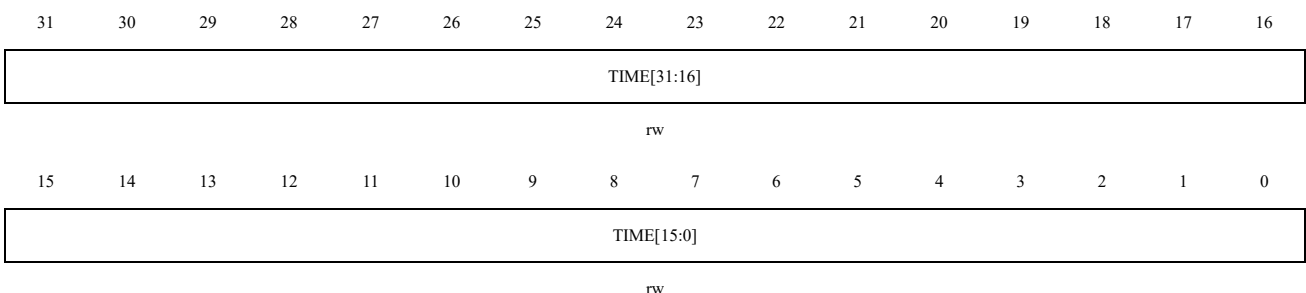 31 30 29 28 27 26 25 24 23 22 21 20 19 18 17 16
TIME[31:16]
rw
15 14 13 12 11 10 9 8 7 6 5 4 3 2 1 0
TIME[15:0]
rw